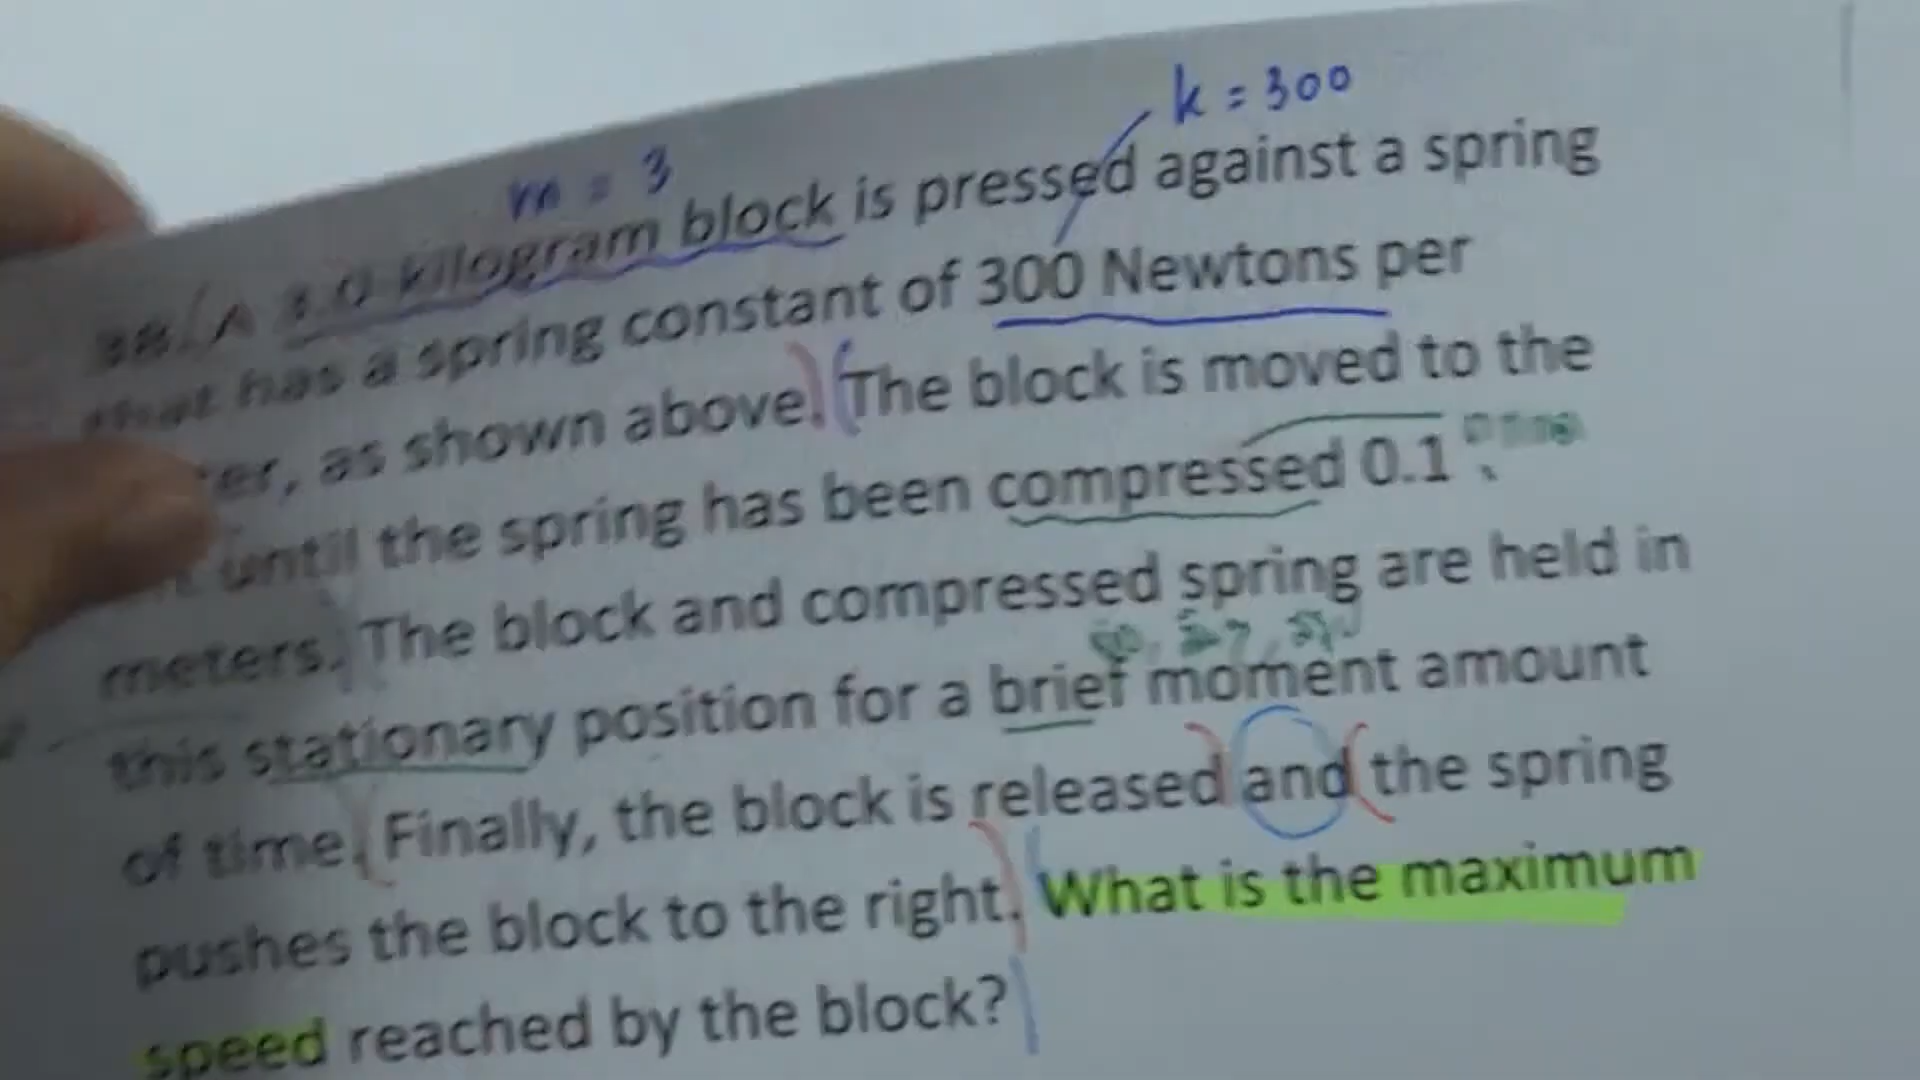 k = 300
m = 3
38. A 3.0 kilogram block is pressed against a spring
that has a spring constant of 300 Newtons per
as shown above. The block is moved to the
until the spring has been compressed 0.1
meters. The block and compressed spring are held in
this stationary position for a brief moment amount
of time. Finally, the block is released and the spring
pushes the block to the right. What is the maximum
speed reached by the block?